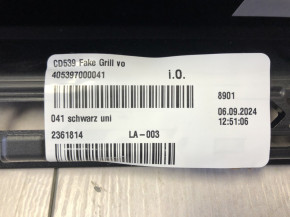 CD539 Fake Grill vo
405397000041
i.O.
8901
06.09.2024
12:51:06
041 schwarz uni
2361814
LA-003